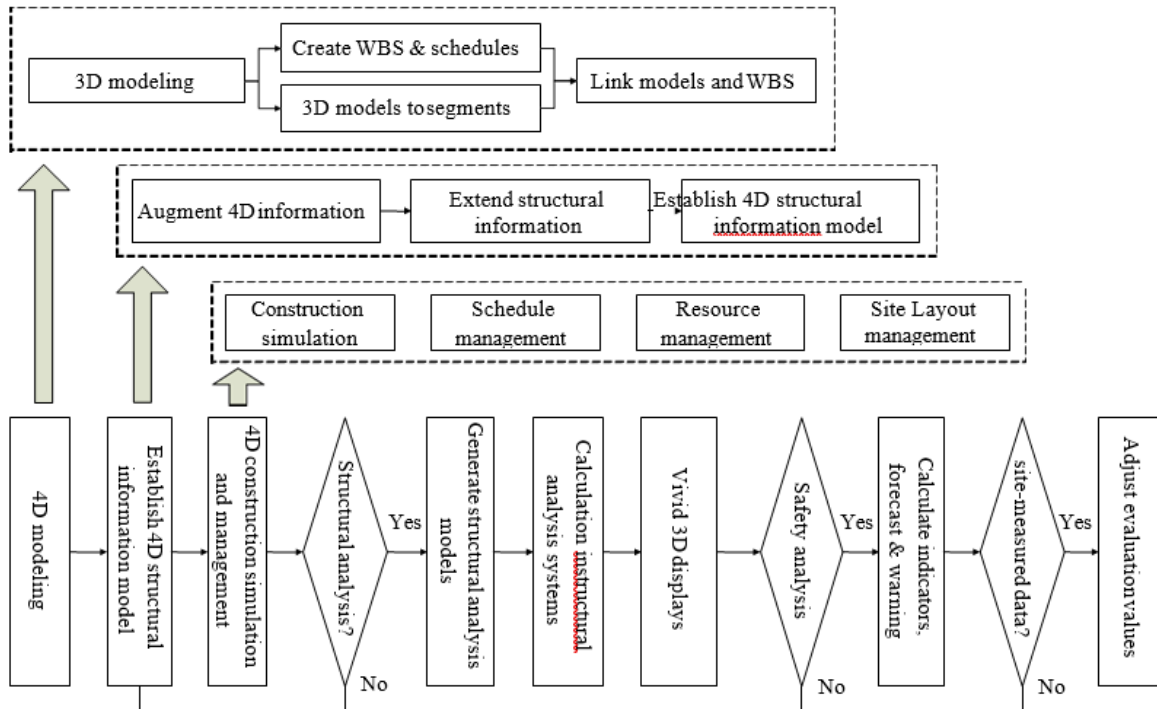 Create WBS & schedules
3D modeling
Link models and WBS
3D models tosegments
Augment 4D information
Extend structural
information
Establish 4D structural
information model
Construction
simulation
Schedule
management
Resource
management
Site Layout
management
4D modeling
Establish 4D structural
information model
4D construction simulation
and management
Structural analysis?
Yes
No
Generate structural analysis
models
Calculation instructural
analysis systems
Vivid 3D displays
Safety analysis
Yes
No
Calculate indicators,
forecast & warning
site-measured data?
Yes
No
Adjust evaluation values